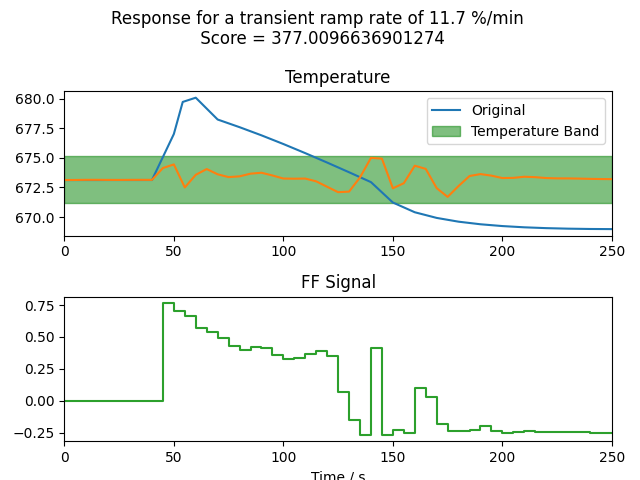 Response for a transient ramp rate of 11.7 %/min
Score = 377.0096636901274
Temperature
680.0
677.5
675.0
672.5
670.0
Original
Temperature Band
0 50 100 150 200 250
FF Signal
0.75
0.50
0.25
0.00
−0.25
0 50 100 150 200 250
Time / s